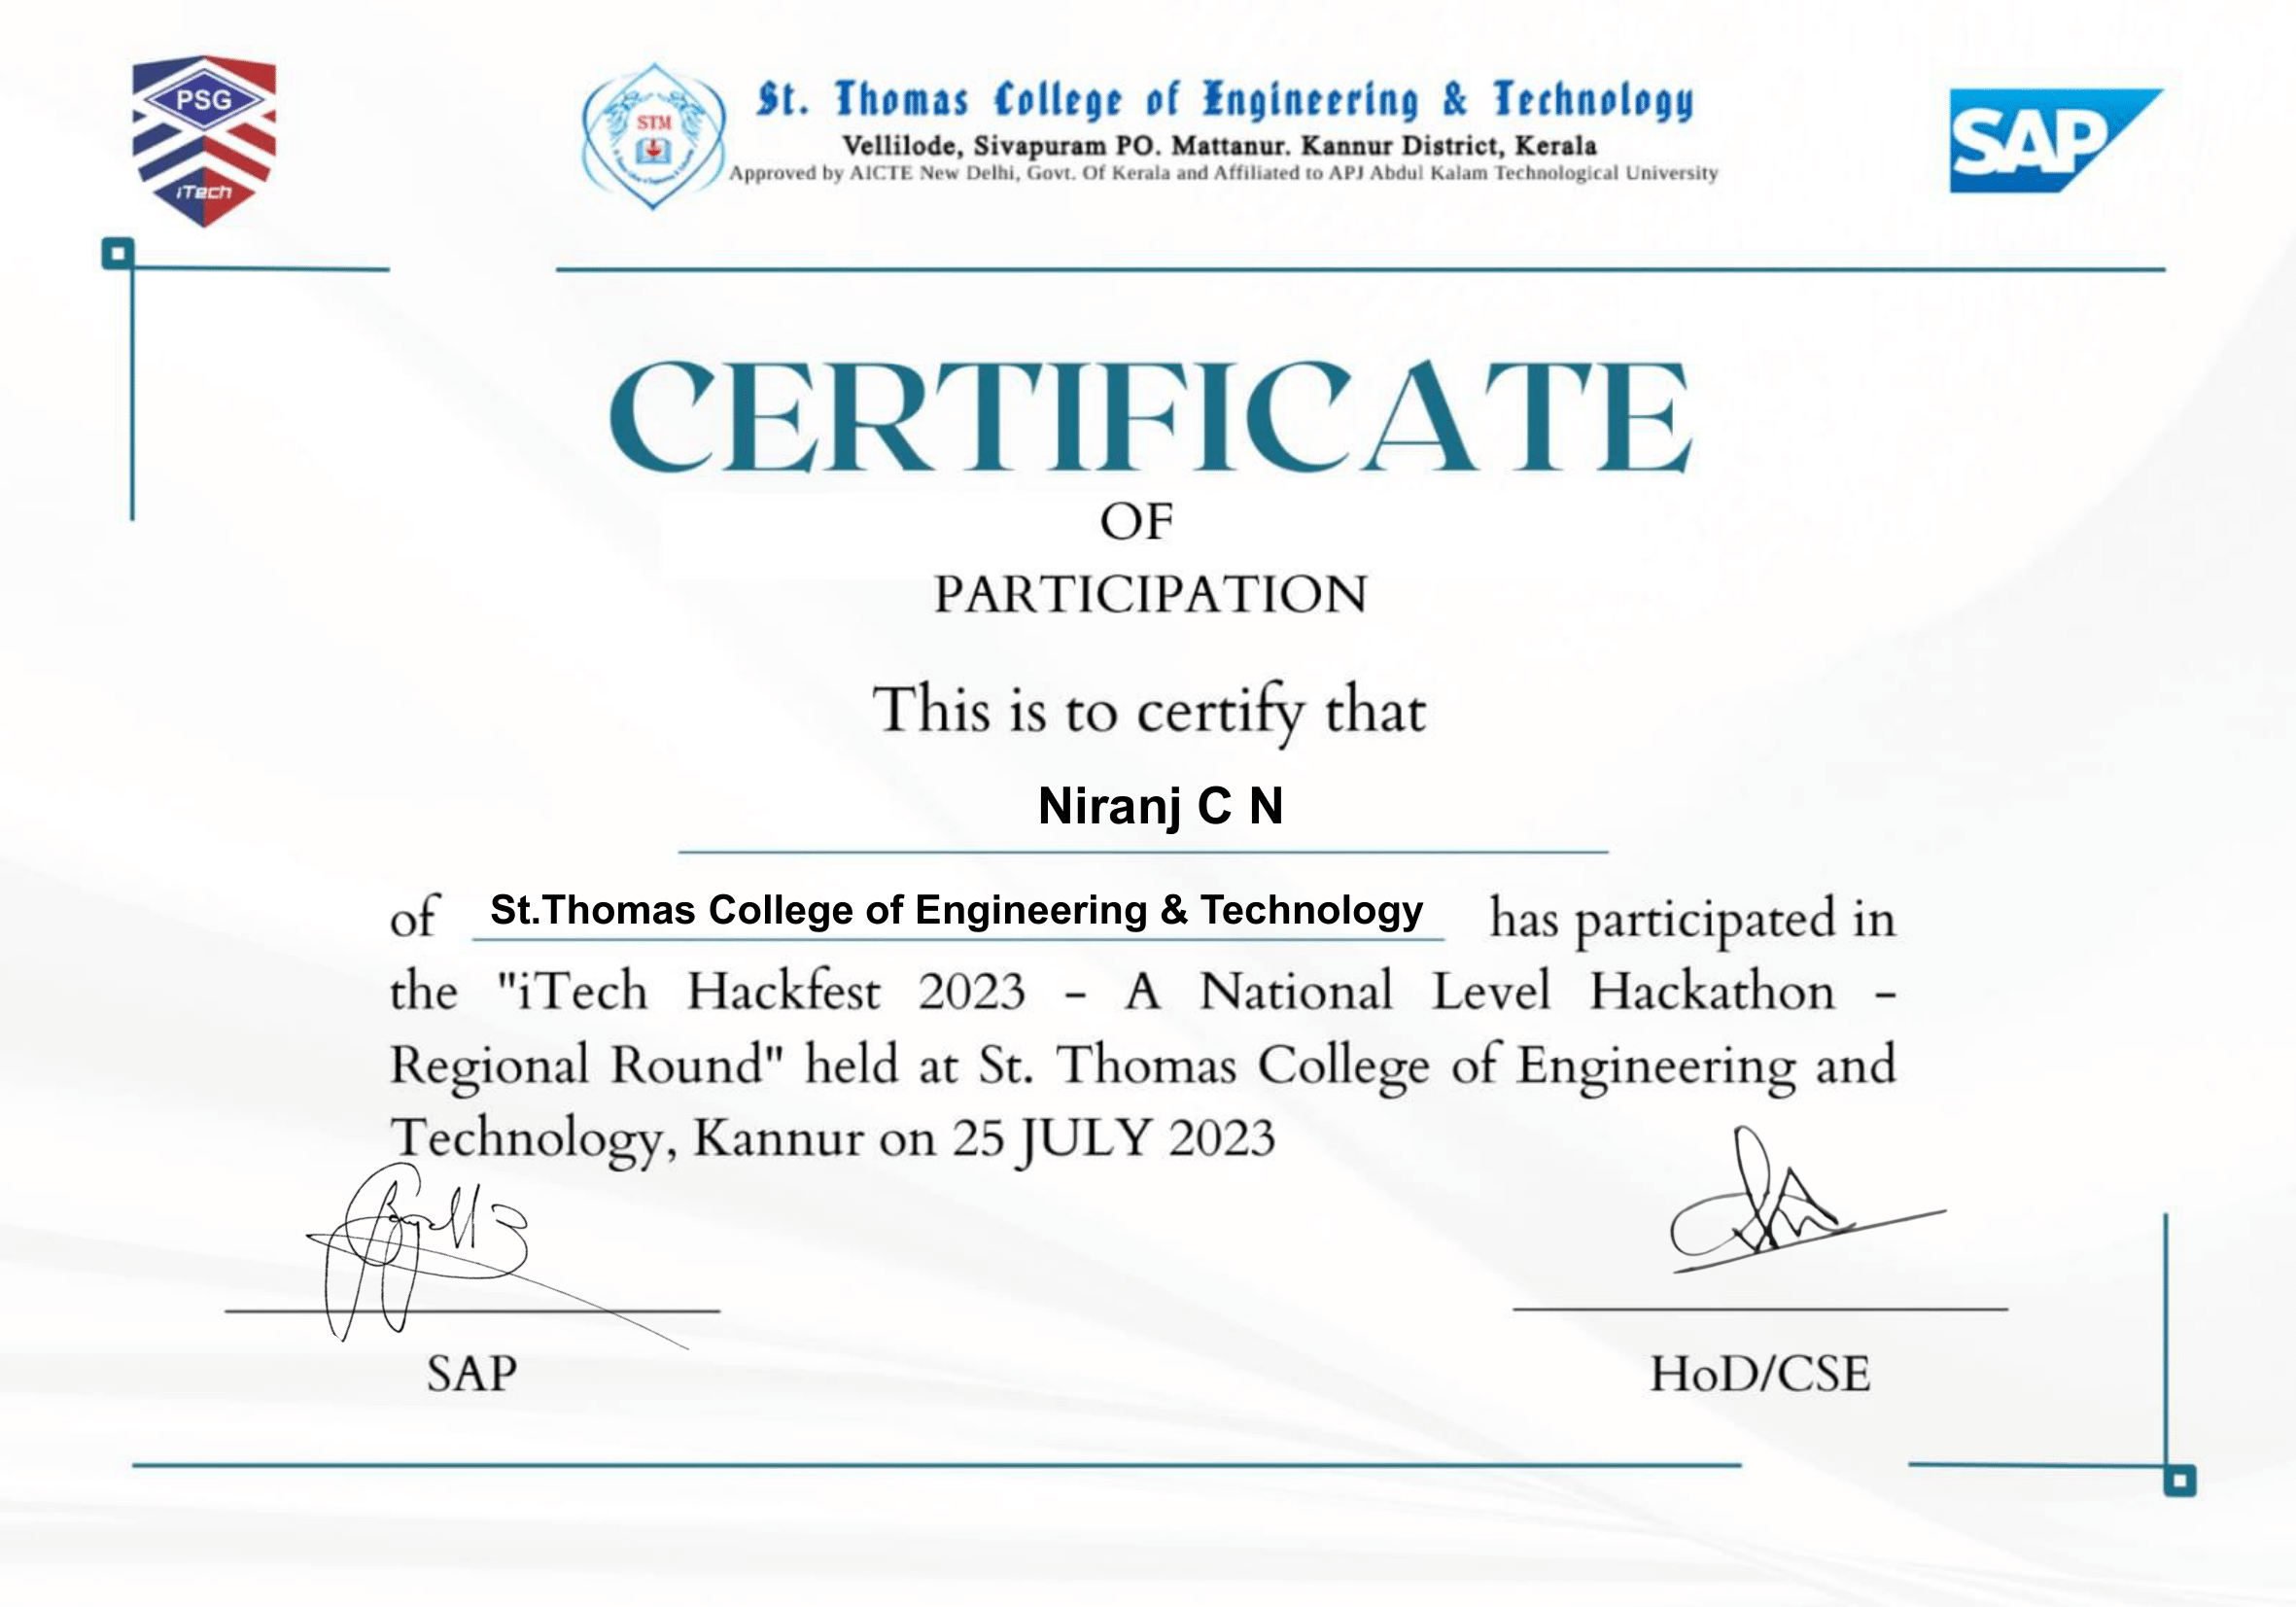 PSG
iTech
STM
St. Thomas College of Engineering & Technology
Vellilode, Sivapuram PO. Mattanur. Kannur District, Kerala
Approved by AICTE New Delhi, Govt. Of Kerala and Affiliated to APJ Abdul Kalam Technological University
SAP
CERTIFICATE
OF
PARTICIPATION
This is to certify that
Niranj C N
of St.Thomas College of Engineering & Technology has participated in
the "iTech Hackfest 2023 - A National Level Hackathon -
Regional Round" held at St. Thomas College of Engineering and
Technology, Kannur on 25 JULY 2023
SAP
HoD/CSE